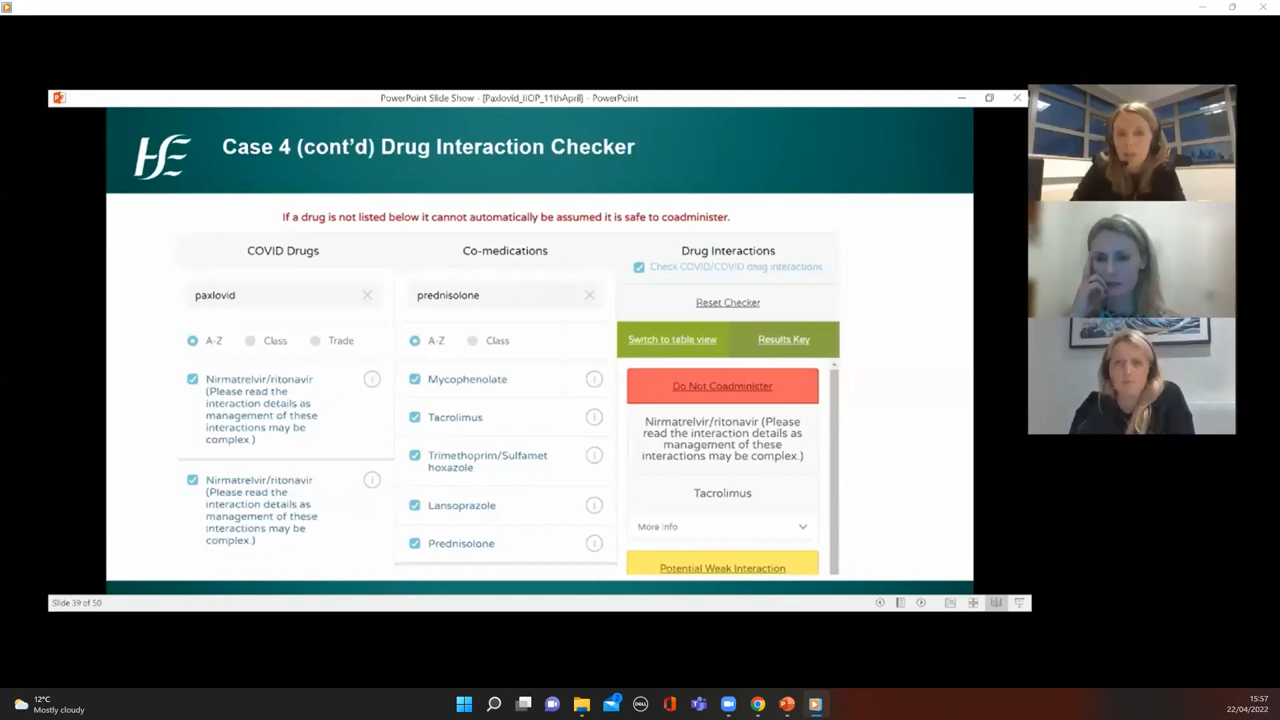 PowerPoint Slide Show - [Paxlovid_IIOP_11thApril] - PowerPoint
Case 4 (cont'd) Drug Interaction Checker
If a drug is not listed below it cannot automatically be assumed it is safe to coadminister.
COVID Drugs
paxlovid
A-Z Class Trade
Nirmatrelvir/ritonavir
(Please read the
interaction details as
management of these
interactions may be
complex.)
Nirmatrelvir/ritonavir
(Please read the
interaction details as
management of these
interactions may be
complex.)
Co-medications
prednisolone
A-Z Class
Mycophenolate
Tacrolimus
Trimethoprim/Sulfamet
hoxazole
Lansoprazole
Prednisolone
Drug Interactions
Check COVID/COVID drug interactions
Reset Checker
Switch to table view Results Key
Do Not Coadminister
Nirmatrelvir/ritonavir (Please
read the interaction details as
management of these
interactions may be complex.)
Tacrolimus
More Info
Potential Weak Interaction
Slide 39 of 50
12°C
Mostly cloudy
2
DELL
15:57
22/04/2022